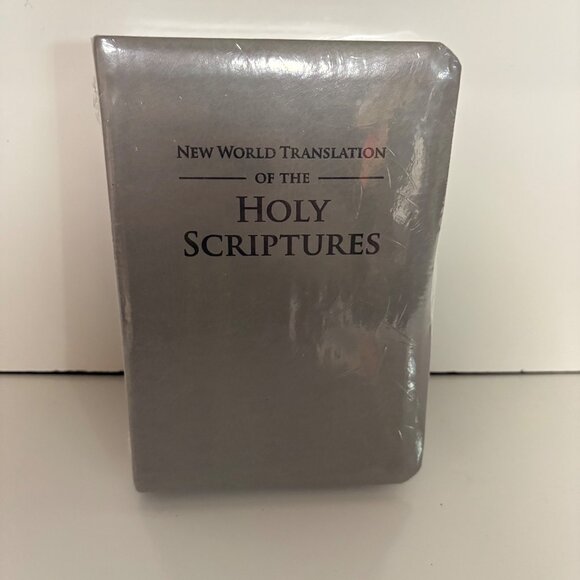 NEW WORLD TRANSLATION
OF THE
HOLY
SCRIPTURES